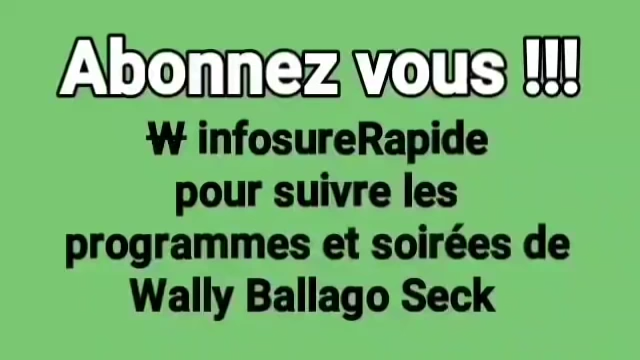 Abonnez vous !!!
₩ infosureRapide
pour suivre les
programmes et soirées de
Wally Ballago Seck